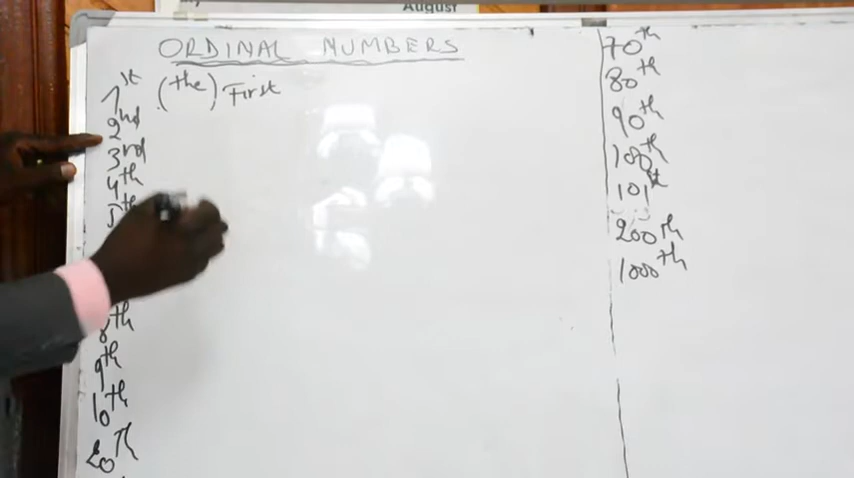 August
ORDINAL NUMBERS
1st (the) First
2nd
3rd
4th
5th
8th
9th
10th
20th
70th
80th
90th
100th
101st
200th
1000th